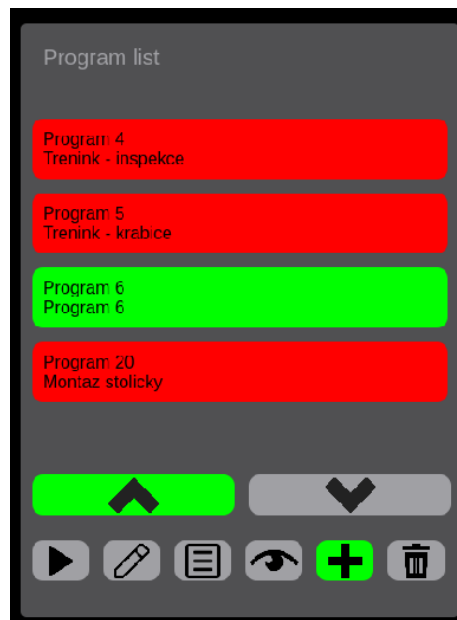 Program list
Program 4
Trenink - inspekce
Program 5
Trenink - krabice
Program 6
Program 6
Program 20
Montaz stolicky